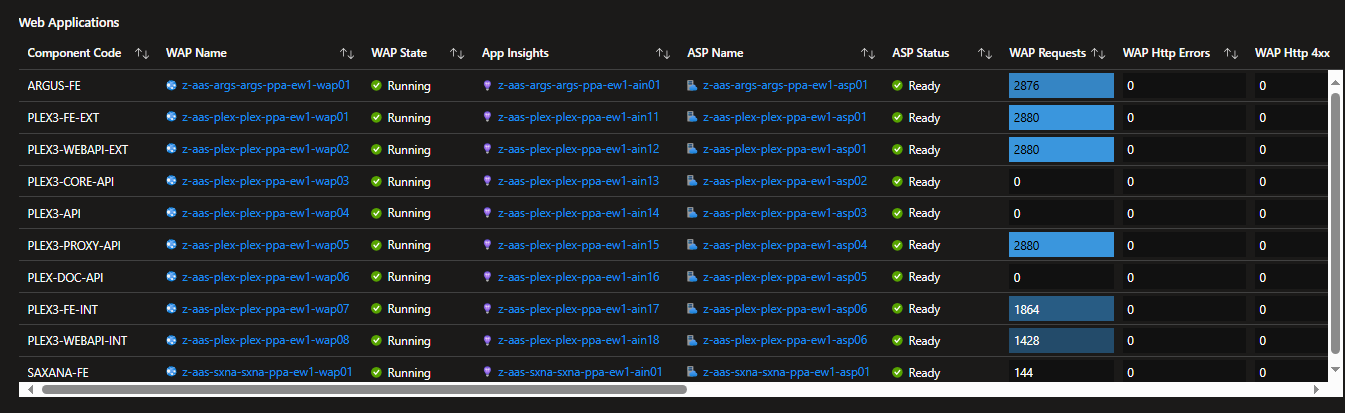 Web Applications
Component Code WAP Name WAP State App Insights ASP Name ASP Status WAP Requests WAP Http Errors WAP Http 4xx
ARGUS-FE z-aas-args-args-ppa-ew1-wap01 Running z-aas-args-args-ppa-ew1-ain01 z-aas-args-args-ppa-ew1-asp01 Ready 2876 0 0
PLEX3-FE-EXT z-aas-plex-plex-ppa-ew1-wap01 Running z-aas-plex-plex-ppa-ew1-ain11 z-aas-plex-plex-ppa-ew1-asp01 Ready 2880 0 0
PLEX3-WEBAPI-EXT z-aas-plex-plex-ppa-ew1-wap02 Running z-aas-plex-plex-ppa-ew1-ain12 z-aas-plex-plex-ppa-ew1-asp01 Ready 2880 0 0
PLEX3-CORE-API z-aas-plex-plex-ppa-ew1-wap03 Running z-aas-plex-plex-ppa-ew1-ain13 z-aas-plex-plex-ppa-ew1-asp02 Ready 0 0 0
PLEX3-API z-aas-plex-plex-ppa-ew1-wap04 Running z-aas-plex-plex-ppa-ew1-ain14 z-aas-plex-plex-ppa-ew1-asp03 Ready 0 0 0
PLEX3-PROXY-API z-aas-plex-plex-ppa-ew1-wap05 Running z-aas-plex-plex-ppa-ew1-ain15 z-aas-plex-plex-ppa-ew1-asp04 Ready 2880 0 0
PLEX-DOC-API z-aas-plex-plex-ppa-ew1-wap06 Running z-aas-plex-plex-ppa-ew1-ain16 z-aas-plex-plex-ppa-ew1-asp05 Ready 0 0 0
PLEX3-FE-INT z-aas-plex-plex-ppa-ew1-wap07 Running z-aas-plex-plex-ppa-ew1-ain17 z-aas-plex-plex-ppa-ew1-asp06 Ready 1864 0 0
PLEX3-WEBAPI-INT z-aas-plex-plex-ppa-ew1-wap08 Running z-aas-plex-plex-ppa-ew1-ain18 z-aas-plex-plex-ppa-ew1-asp06 Ready 1428 0 0
SAXANA-FE z-aas-sxna-sxna-ppa-ew1-wap01 Running z-aas-sxna-sxna-ppa-ew1-ain01 z-aas-sxna-sxna-ppa-ew1-asp01 Ready 144 0 0